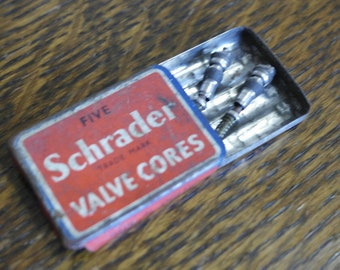 FIVE
Schrader
TRADE MARK
VALVE CORES